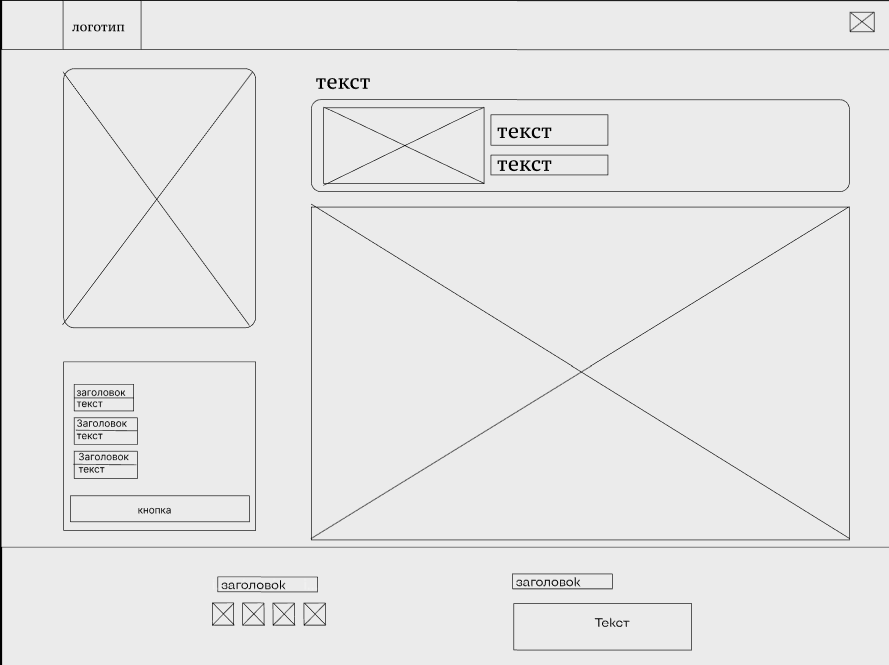 логотип
текст
текст
текст
заголовок
текст
Заголовок
текст
Заголовок
текст
кнопка
заголовок
заголовок
Текст